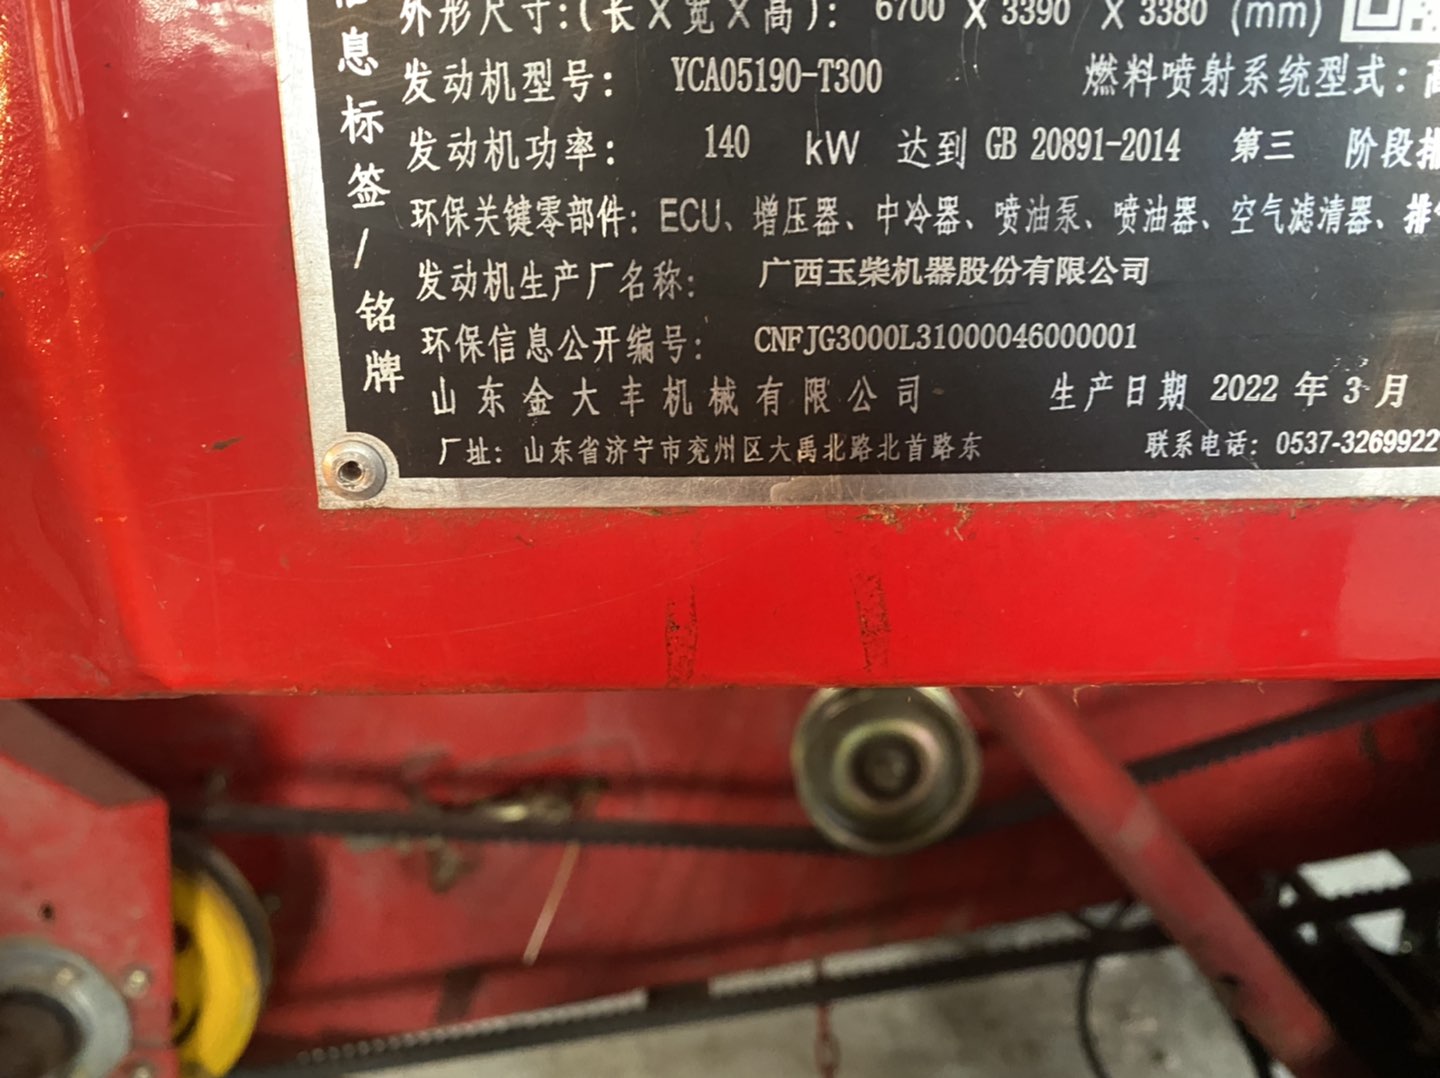 外形尺寸:(长X宽X高): 6700 X 3390 X 3380 (mm)
发动机型号: YCA05190-T300 燃料喷射系统型式:
发动机功率: 140 kW 达到 GB 20891-2014 第三 阶段排
环保关键零部件: ECU、增压器、中冷器、喷油泵、喷油器、空气滤清器、排
发动机生产厂名称: 广西玉柴机器股份有限公司
环保信息公开编号: CNFJG3000L31000046000001
山东金大丰机械有限公司 生产日期 2022 年 3 月
厂址: 山东省济宁市兖州区大禹北路北首路东 联系电话: 0537-3269922
信息标签/铭牌